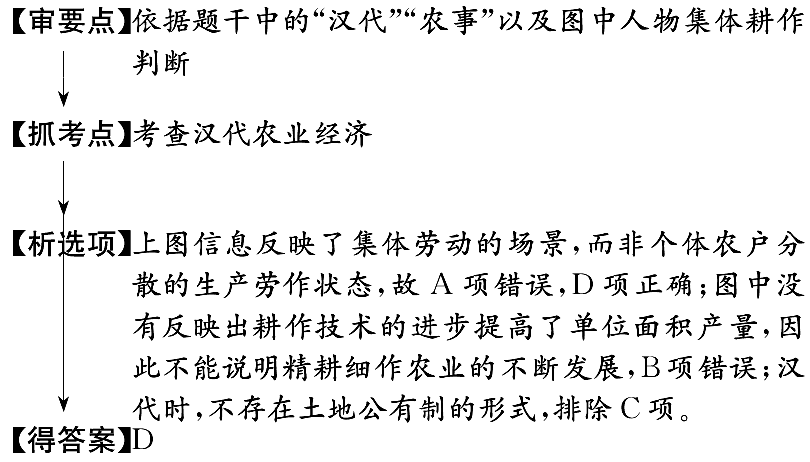 【审要点】依据题干中的“汉代”“农事”以及图中人物集体耕作
判断
【抓考点】考查汉代农业经济
【析选项】上图信息反映了集体劳动的场景,而非个体农户分
散的生产劳作状态,故 A 项错误,D 项正确;图中没
有反映出耕作技术的进步提高了单位面积产量,因
此不能说明精耕细作农业的不断发展,B项错误;汉
代时,不存在土地公有制的形式,排除 C 项。
【得答案】D